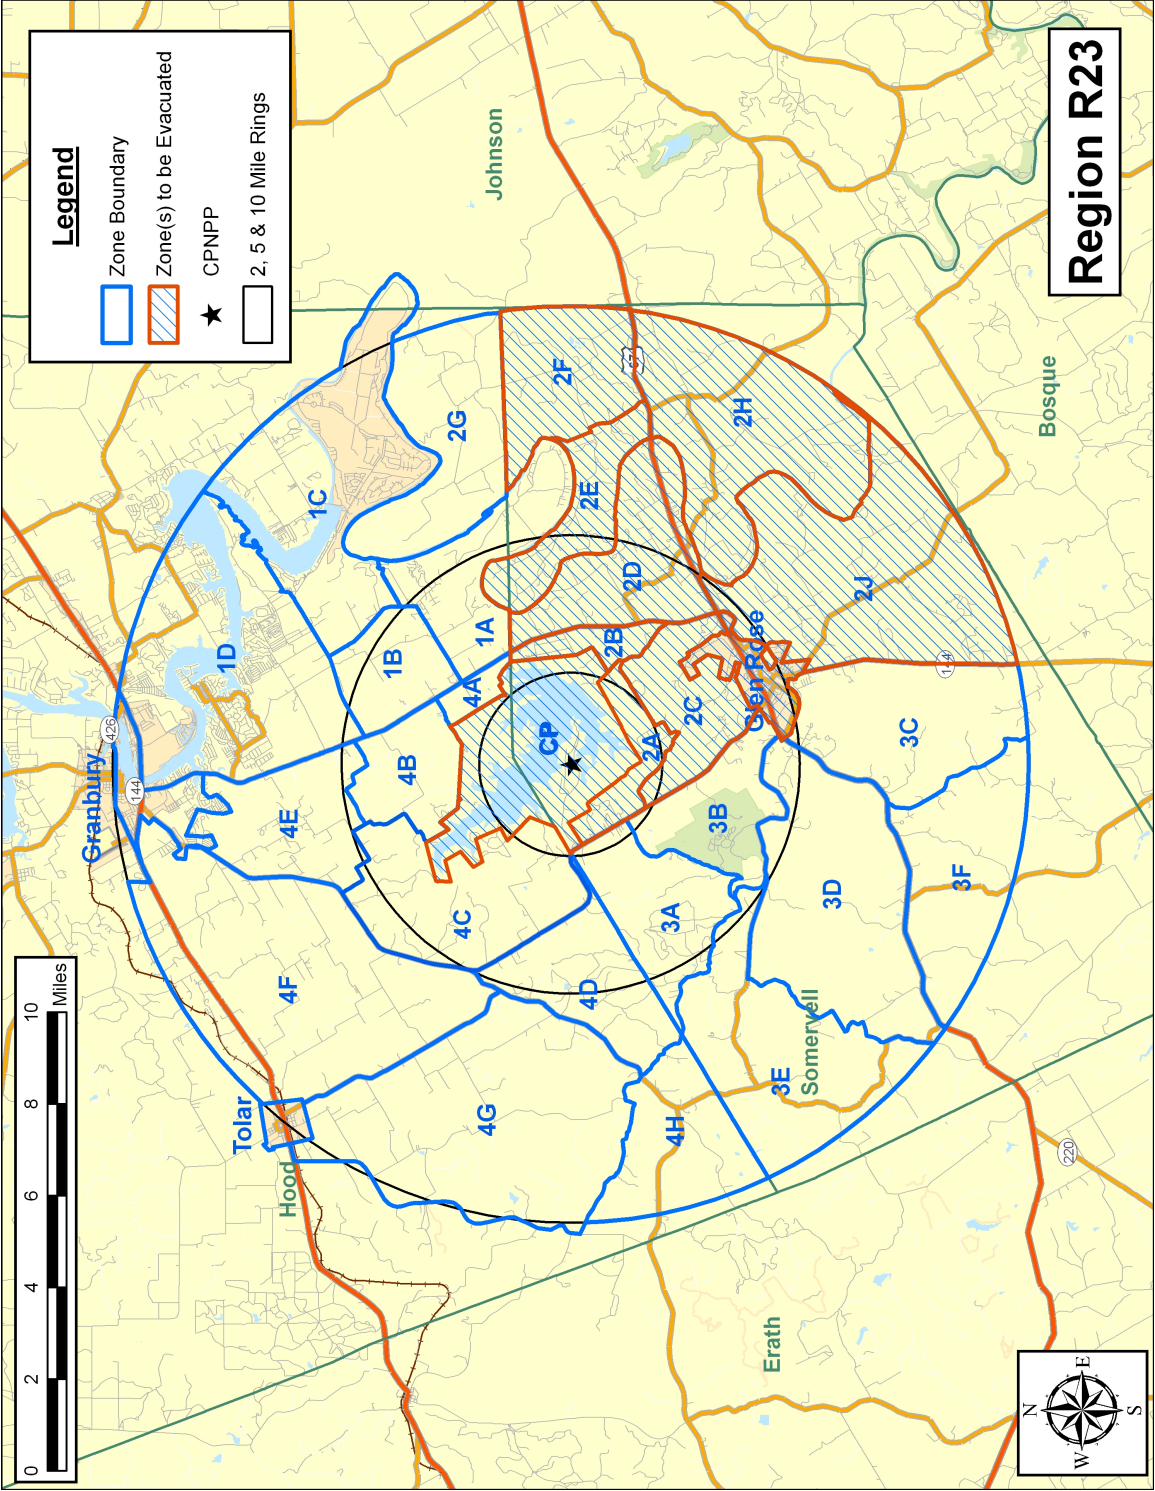 Legend
Zone Boundary
Zone(s) to be Evacuated
CPNPP
2, 5 & 10 Mile Rings
Region R23
0 2 4 6 8 10
Miles
N
W E
S
Granbury
426
144
Tolar
Hood
Johnson
Bosque
Erath
Somervell
Glen Rose
67
144
220
CP
1A
1B
1C
1D
2A
2B
2C
2D
2E
2F
2G
2H
2J
3A
3B
3C
3D
3E
3F
4A
4B
4C
4D
4E
4F
4G
4H